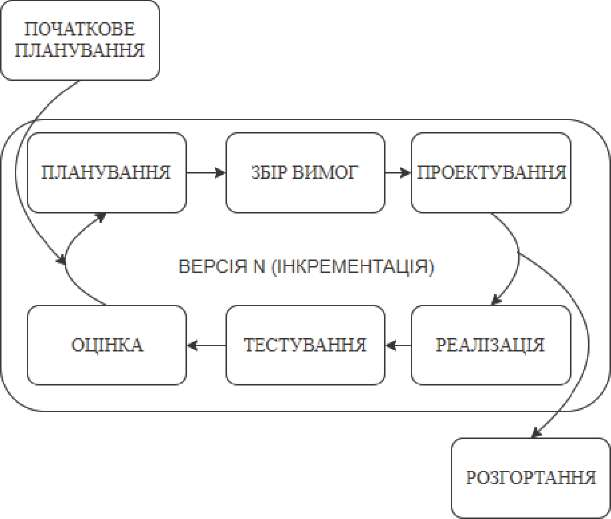 ПОЧАТКОВЕ
ПЛАНУВАННЯ
ПЛАНУВАННЯ
ЗБІР ВИМОГ
ПРОЕКТУВАННЯ
ВЕРСІЯ N (ІНКРЕМЕНТАЦІЯ)
ОЦІНКА
ТЕСТУВАННЯ
РЕАЛІЗАЦІЯ
РОЗГОРТАННЯ